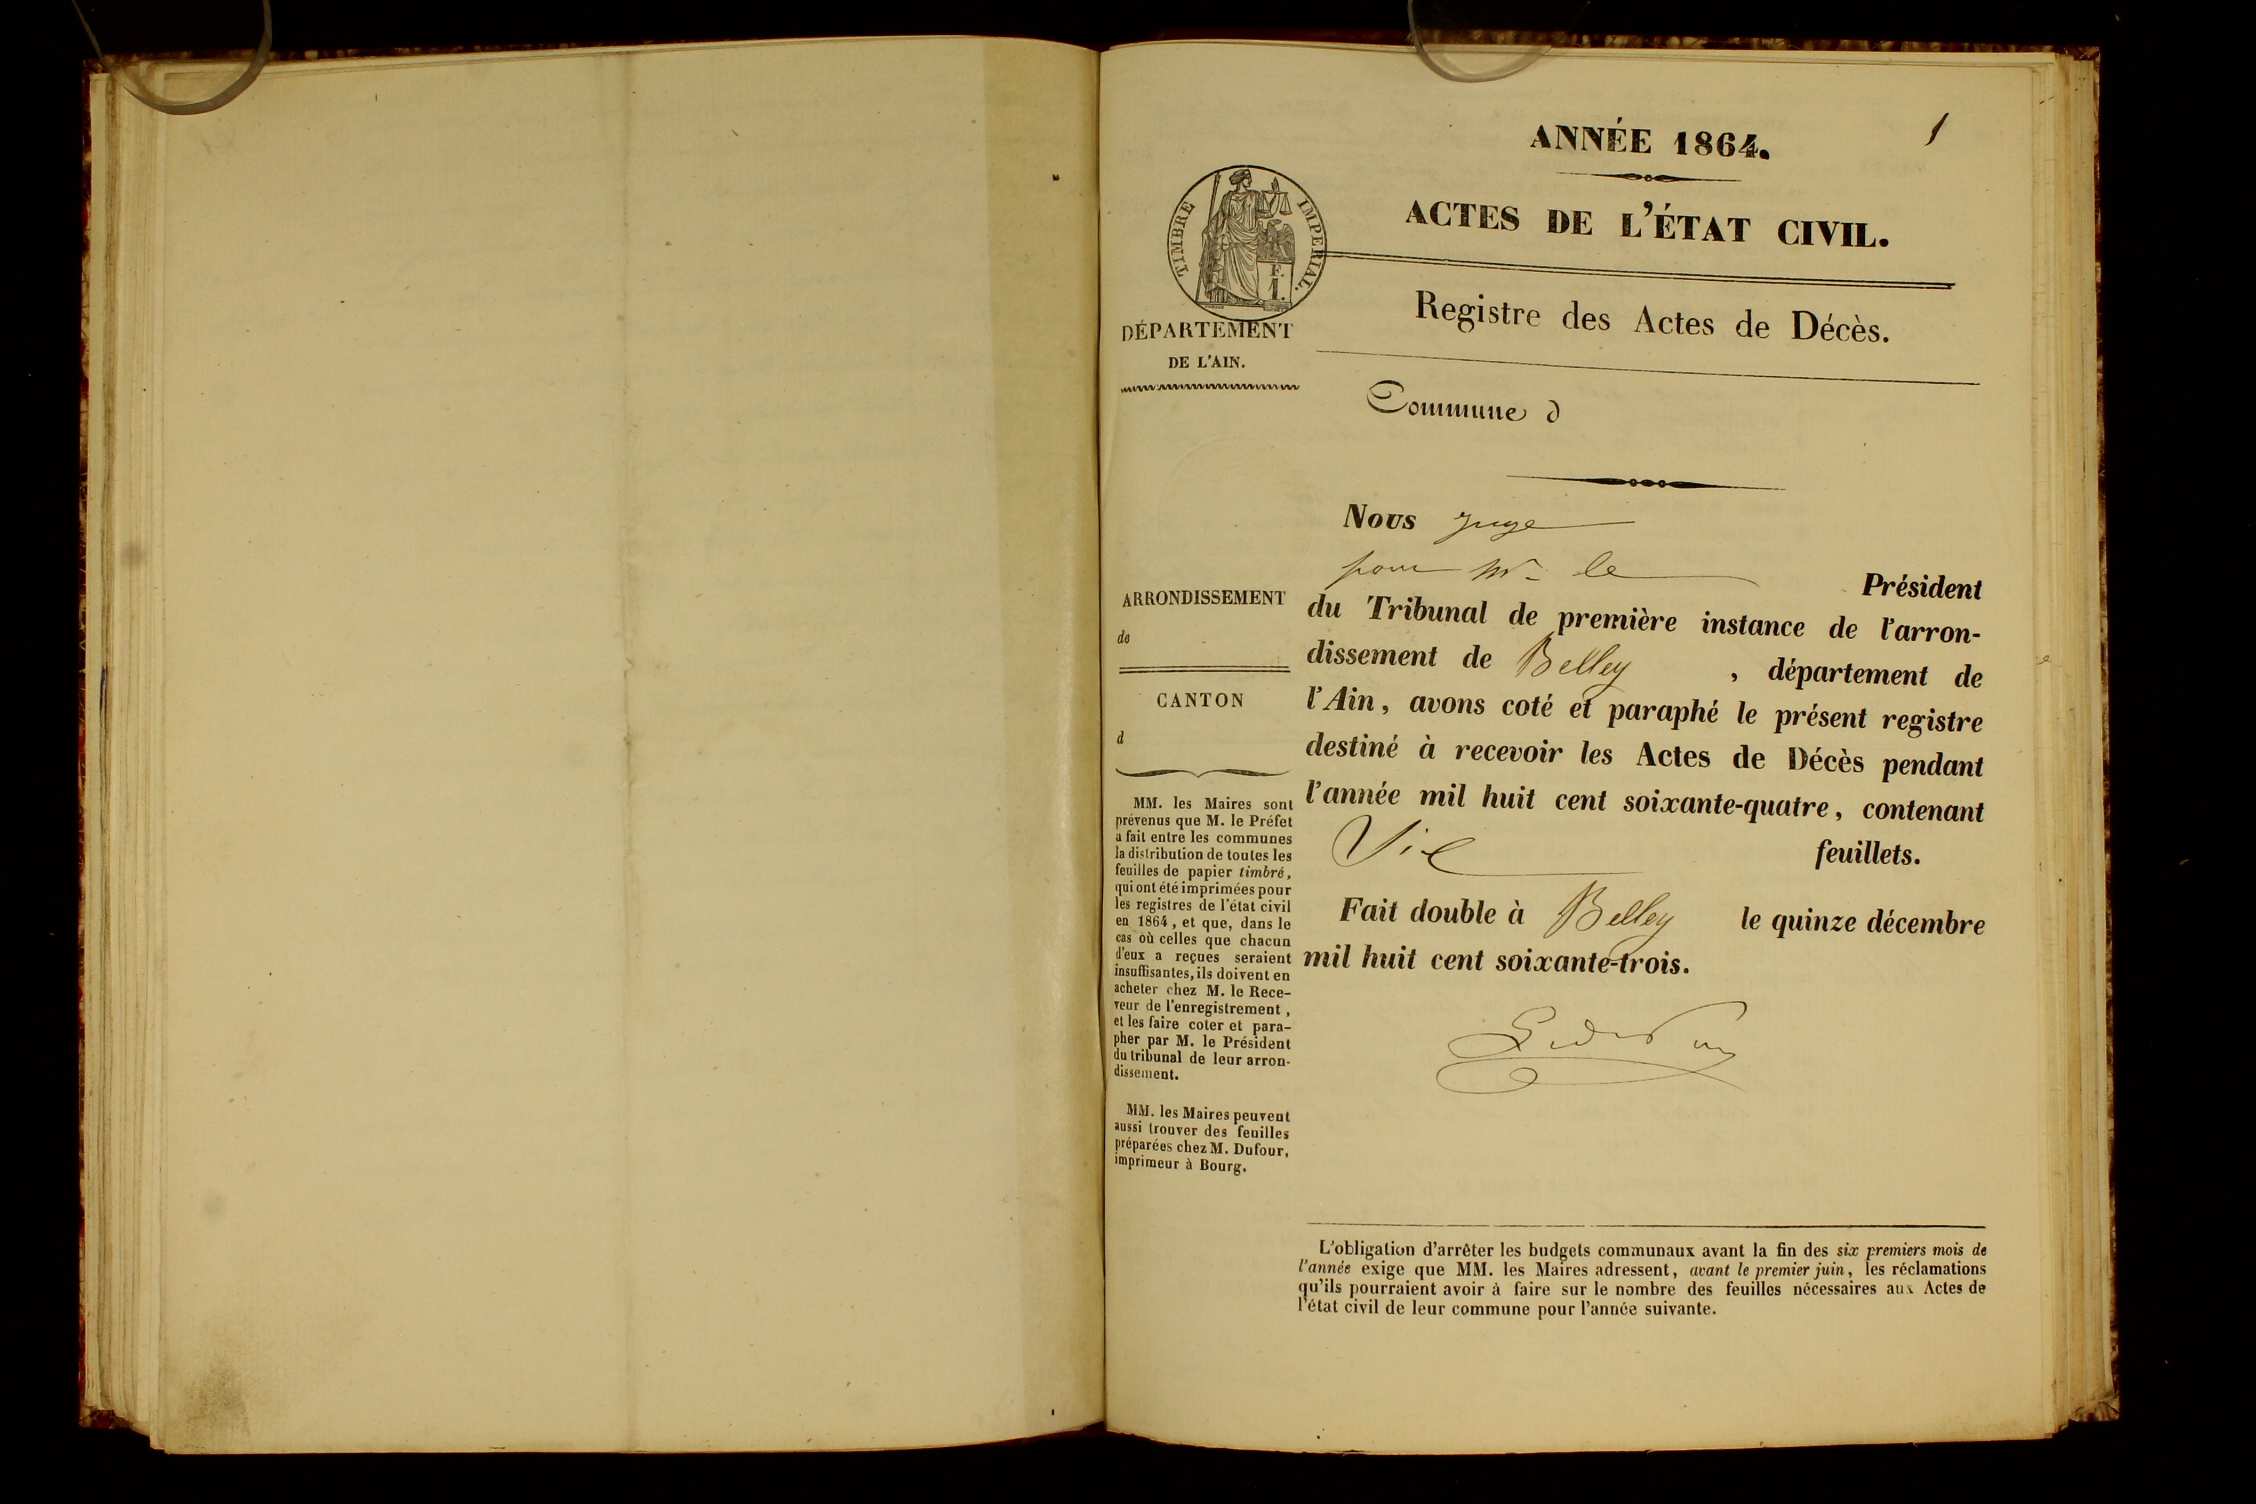 1
ANNÉE 1864.
ACTES DE L'ÉTAT CIVIL.
TIMBRE IMPERIAL.
F.
1.
DÉPARTEMENT
DE L'AIN.
Registre des Actes de Décès.
Commune d
Nous juge
pour Mr le Président
du Tribunal de première instance de l'arron-
dissement de Belley , département de
l'Ain, avons coté et paraphé le présent registre
destiné à recevoir les Actes de Décès pendant
l'année mil huit cent soixante-quatre, contenant
feuillets.
Fait double à Belley le quinze décembre
mil huit cent soixante-trois.
ARRONDISSEMENT
de
CANTON
d
MM. les Maires sont
prévenus que M. le Préfet
a fait entre les communes
la distribution de toutes les
feuilles de papier timbré,
qui ont été imprimées pour
les registres de l'état civil
en 1864, et que, dans le
cas où celles que chacun
d'eux a reçues seraient
insuffisantes, ils doivent en
acheter chez M. le Rece-
veur de l'enregistrement,
et les faire coter et para-
pher par M. le Président
du tribunal de leur arron-
dissement.
MM. les Maires peuvent
aussi trouver des feuilles
préparées chez M. Dufour,
imprimeur à Bourg.
L'obligation d'arrêter les budgets communaux avant la fin des six premiers mois de
l'année exige que MM. les Maires adressent, avant le premier juin, les réclamations
qu'ils pourraient avoir à faire sur le nombre des feuilles nécessaires aux Actes de
l'état civil de leur commune pour l'année suivante.